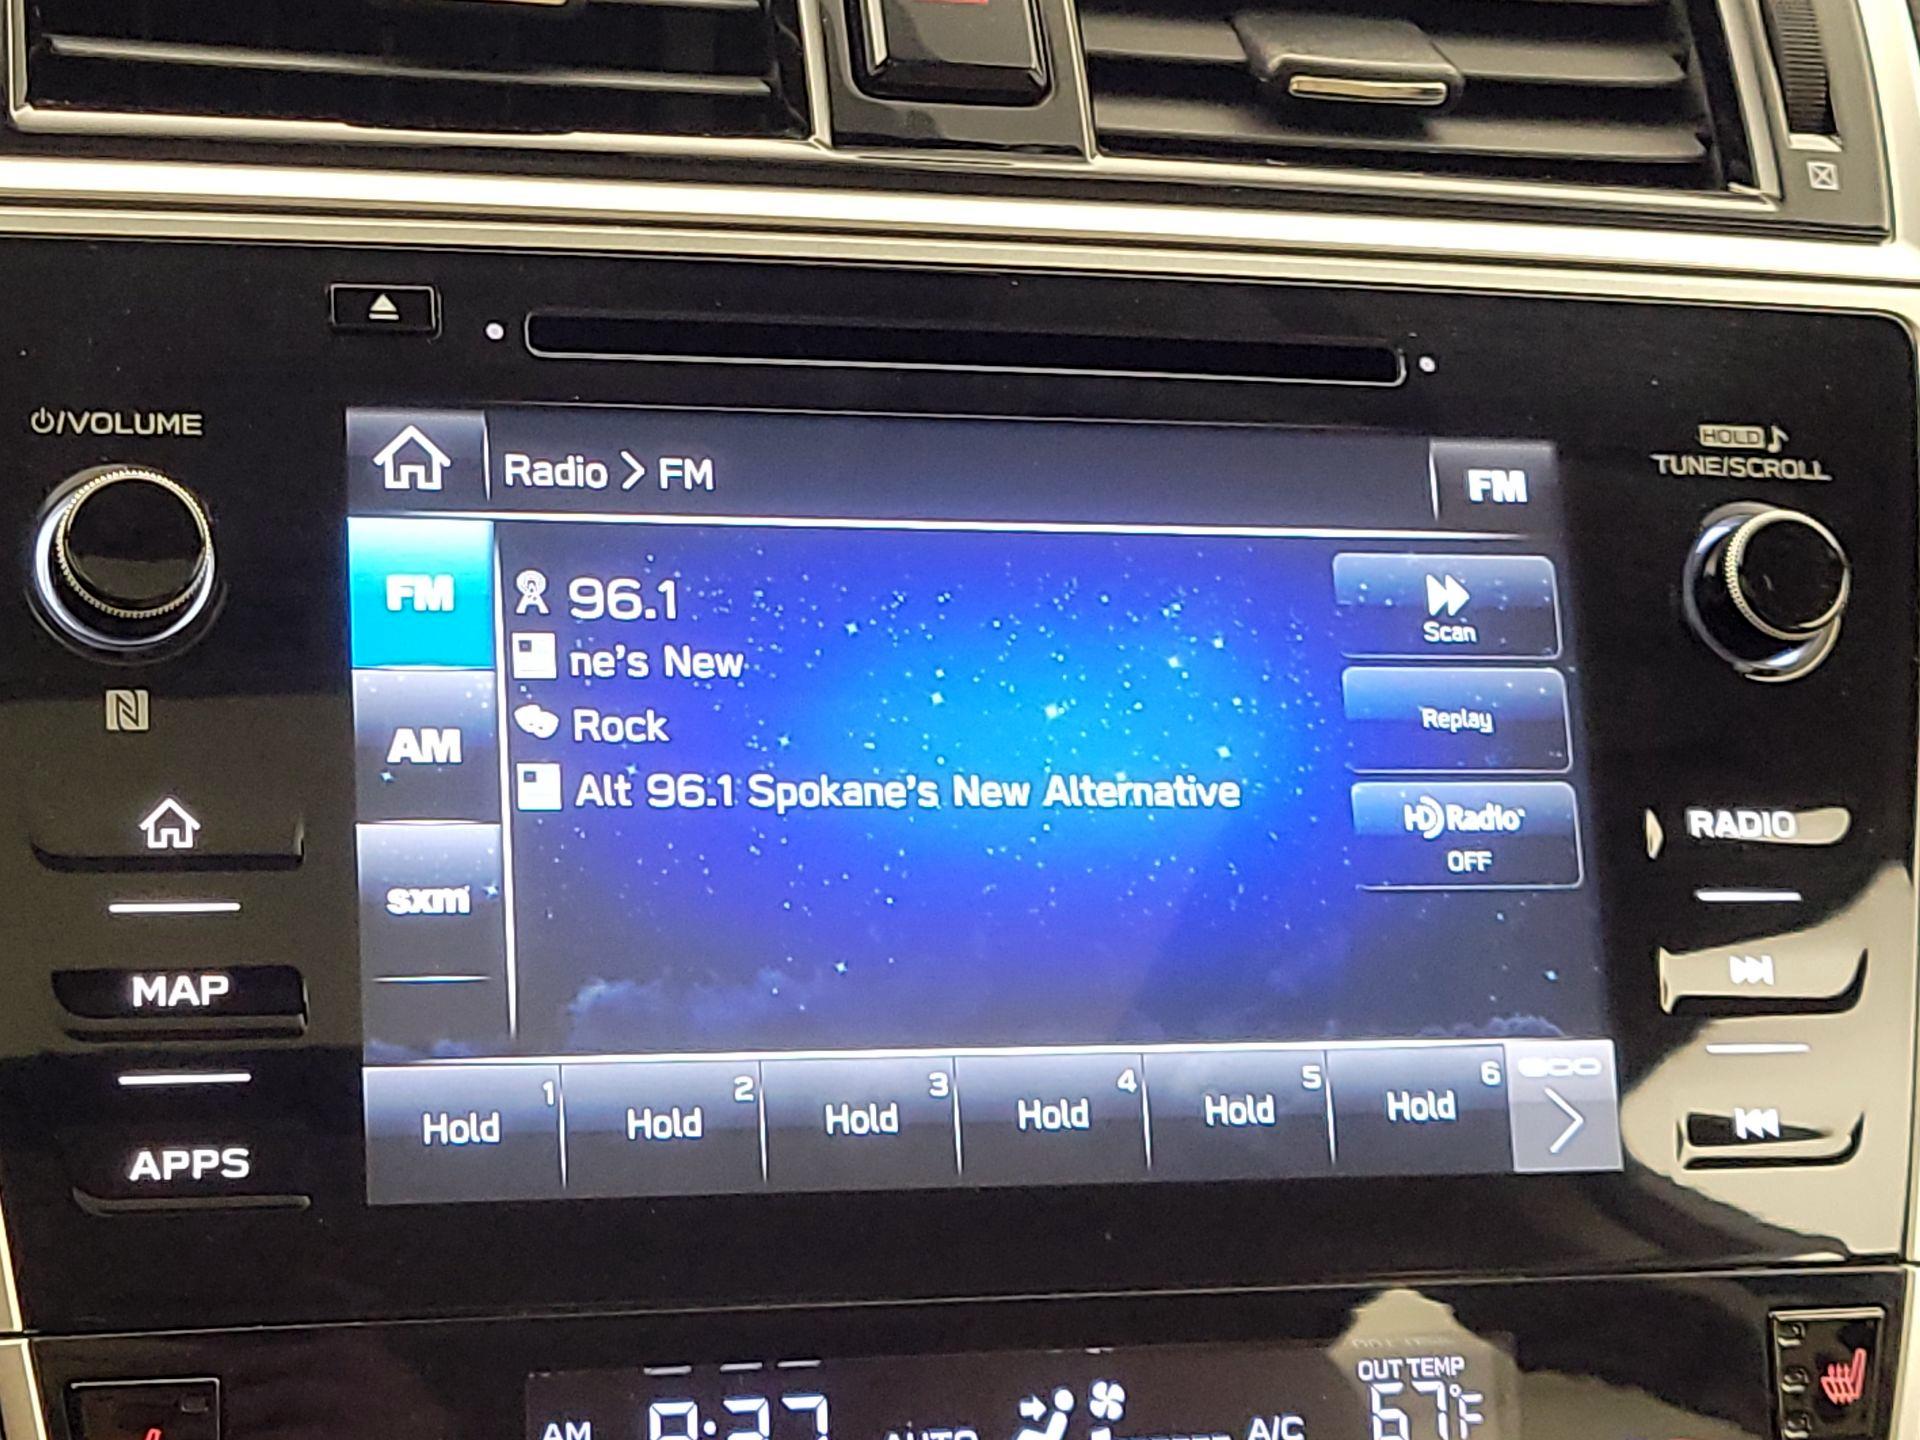 ⏻/VOLUME
HOLD ♪
TUNE/SCROLL
Radio > FM
FM
FM
96.1
Scan
ne's New
Replay
AM
Rock
Alt 96.1 Spokane's New Alternative
HD Radio
OFF
RADIO
sxm
MAP
1 2 3 4 5 6
Hold Hold Hold Hold Hold Hold
APPS
OUT TEMP
AM
AUTO
A/C
67°F